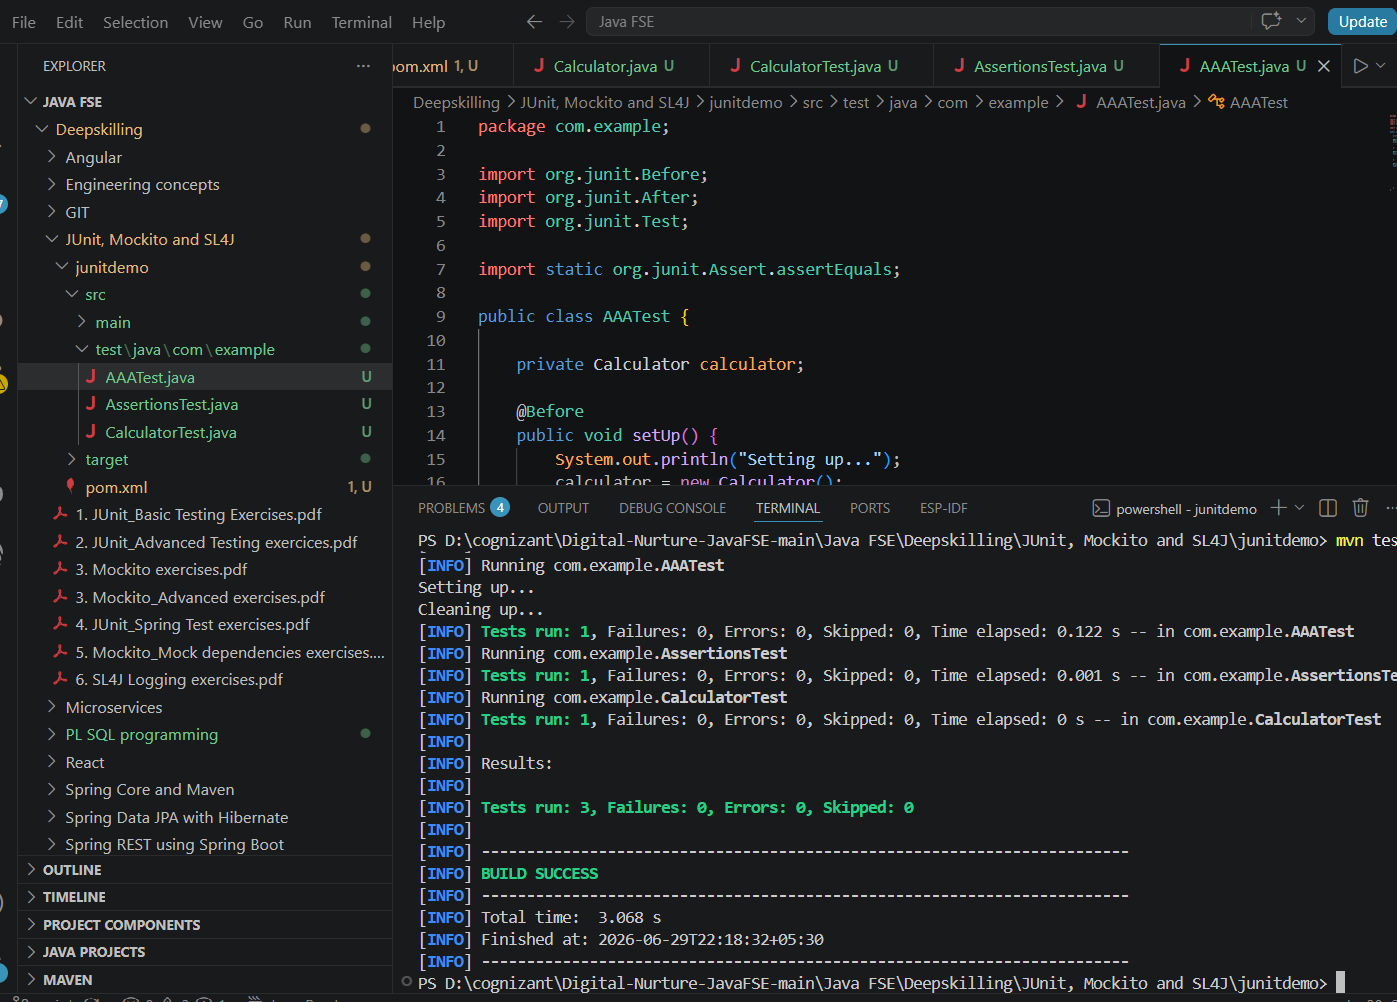 File Edit Selection View Go Run Terminal Help
Java FSE
Update
EXPLORER
JAVA FSE
Deepskilling
Angular
Engineering concepts
GIT
JUnit, Mockito and SL4J
junitdemo
src
main
test\java\com\example
AAATest.java U
AssertionsTest.java U
CalculatorTest.java U
target
pom.xml 1, U
1. JUnit_Basic Testing Exercises.pdf
2. JUnit_Advanced Testing exercices.pdf
3. Mockito exercises.pdf
3. Mockito_Advanced exercises.pdf
4. JUnit_Spring Test exercises.pdf
5. Mockito_Mock dependencies exercises....
6. SL4J Logging exercises.pdf
Microservices
PL SQL programming
React
Spring Core and Maven
Spring Data JPA with Hibernate
Spring REST using Spring Boot
OUTLINE
TIMELINE
PROJECT COMPONENTS
JAVA PROJECTS
MAVEN
pom.xml 1, U Calculator.java U CalculatorTest.java U AssertionsTest.java U AAATest.java U
Deepskilling > JUnit, Mockito and SL4J > junitdemo > src > test > java > com > example > AAATest.java > AAATest
1 package com.example;
2
3 import org.junit.Before;
4 import org.junit.After;
5 import org.junit.Test;
6
7 import static org.junit.Assert.assertEquals;
8
9 public class AAATest {
10
11 private Calculator calculator;
12
13 @Before
14 public void setUp() {
15 System.out.println("Setting up...");
16 calculator = new Calculator();
PROBLEMS 4 OUTPUT DEBUG CONSOLE TERMINAL PORTS ESP-IDF powershell - junitdemo
PS D:\cognizant\Digital-Nurture-JavaFSE-main\Java FSE\Deepskilling\JUnit, Mockito and SL4J\junitdemo> mvn tes
[INFO] Running com.example.AAATest
Setting up...
Cleaning up...
[INFO] Tests run: 1, Failures: 0, Errors: 0, Skipped: 0, Time elapsed: 0.122 s -- in com.example.AAATest
[INFO] Running com.example.AssertionsTest
[INFO] Tests run: 1, Failures: 0, Errors: 0, Skipped: 0, Time elapsed: 0.001 s -- in com.example.AssertionsTe
[INFO] Running com.example.CalculatorTest
[INFO] Tests run: 1, Failures: 0, Errors: 0, Skipped: 0, Time elapsed: 0 s -- in com.example.CalculatorTest
[INFO]
[INFO] Results:
[INFO]
[INFO] Tests run: 3, Failures: 0, Errors: 0, Skipped: 0
[INFO]
[INFO] ------------------------------------------------------------------------
[INFO] BUILD SUCCESS
[INFO] ------------------------------------------------------------------------
[INFO] Total time:  3.068 s
[INFO] Finished at: 2026-06-29T22:18:32+05:30
[INFO] ------------------------------------------------------------------------
PS D:\cognizant\Digital-Nurture-JavaFSE-main\Java FSE\Deepskilling\JUnit, Mockito and SL4J\junitdemo>